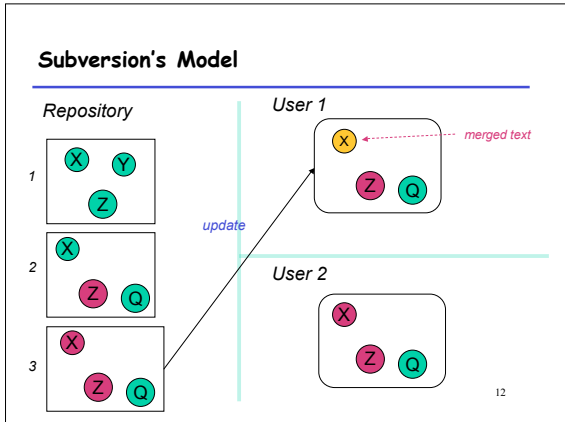 Subversion's Model
Repository
1
X
Y
Z
2
X
Z
Q
3
X
Z
Q
update
User 1
X
merged text
Z
Q
User 2
X
Z
Q
12